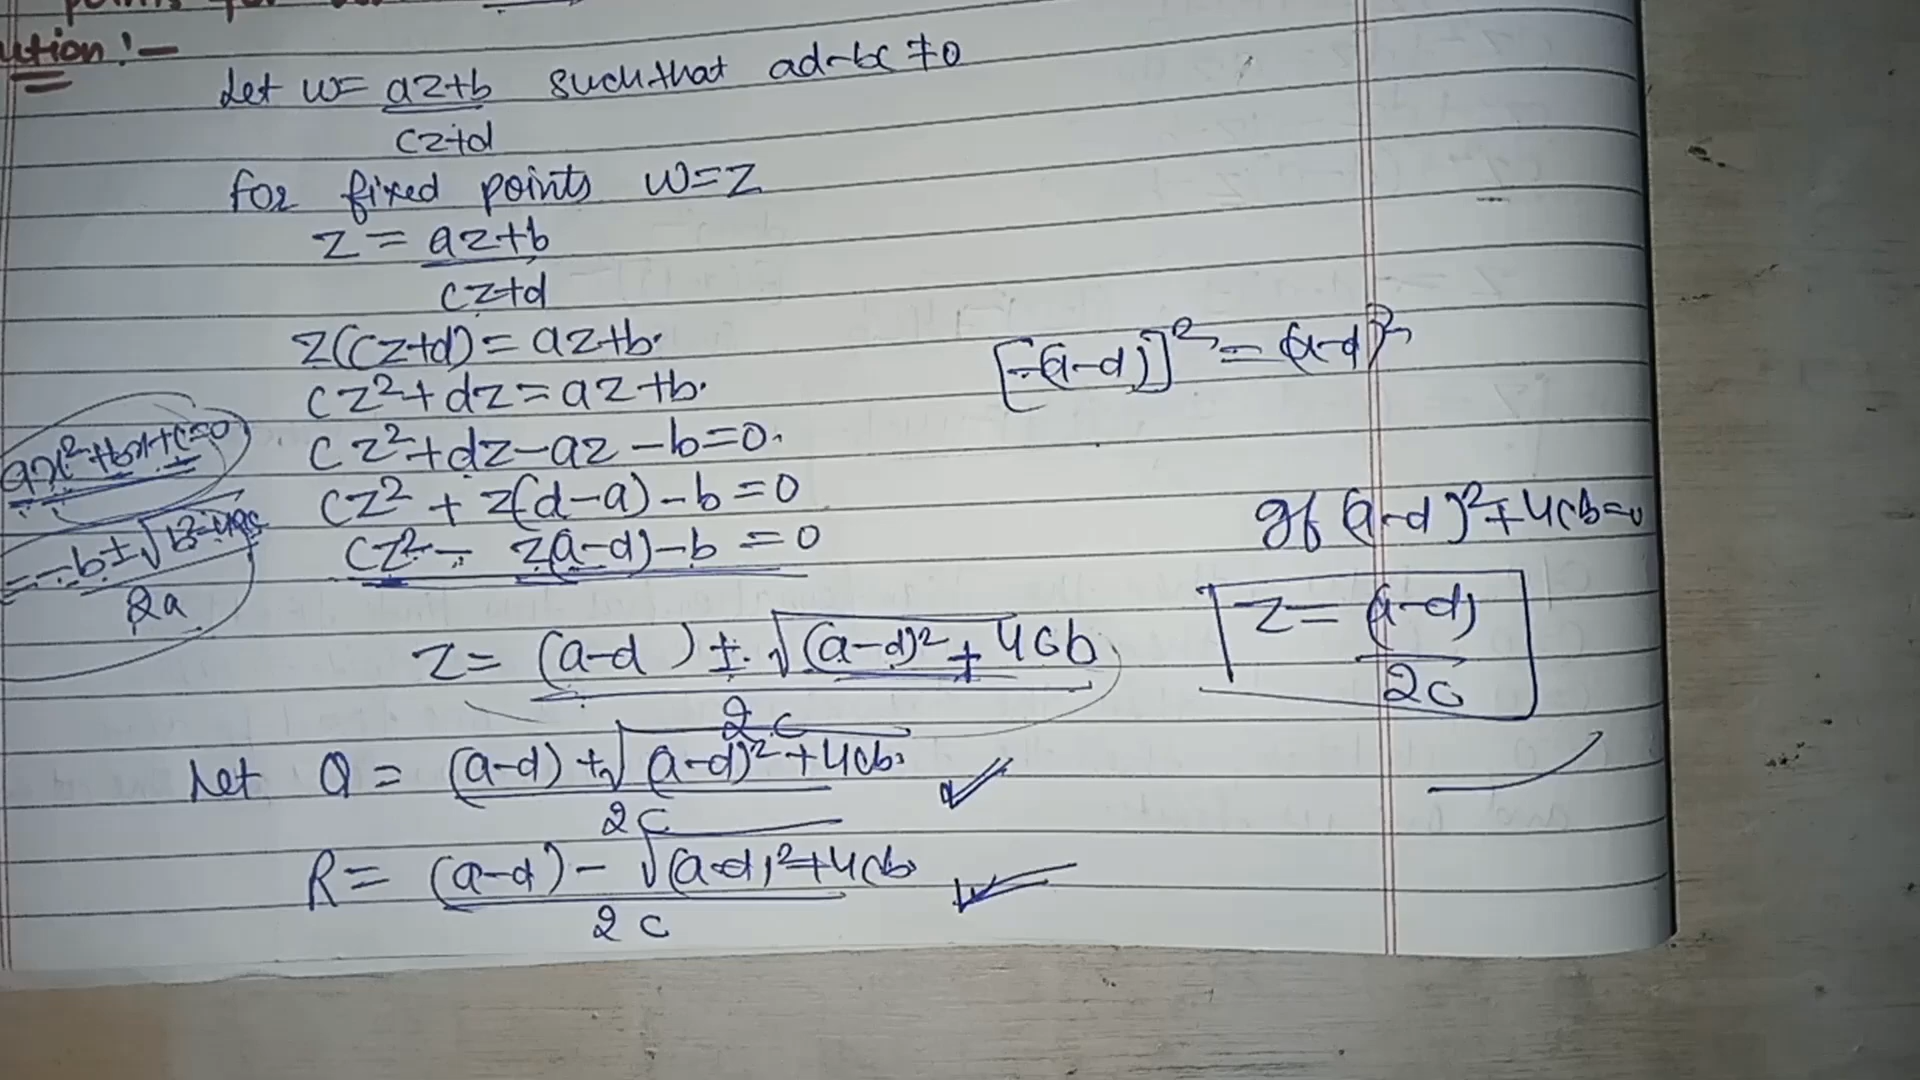 ution:-
Let w = az+b such that ad-bc ≠ 0
cz+d
for fixed points w=z
z = az+b
cz+d
z(cz+d) = az+b.
cz²+dz = az+b.
cz²+dz-az-b=0.
cz² + z(d-a)-b=0
cz² - z(a-d)-b = 0
z = (a-d) ± √(a-d)²+4cb
2c
Let Q = (a-d) + √(a-d)²+4cb
2c
R = (a-d) - √(a-d)²+4cb
2c
ax²+bx+c=0
= -b±√b²-4ac
2a
[-(a-d)]² = (a-d)²
If (a-d)²+4cb=0
z = (a-d)
2c